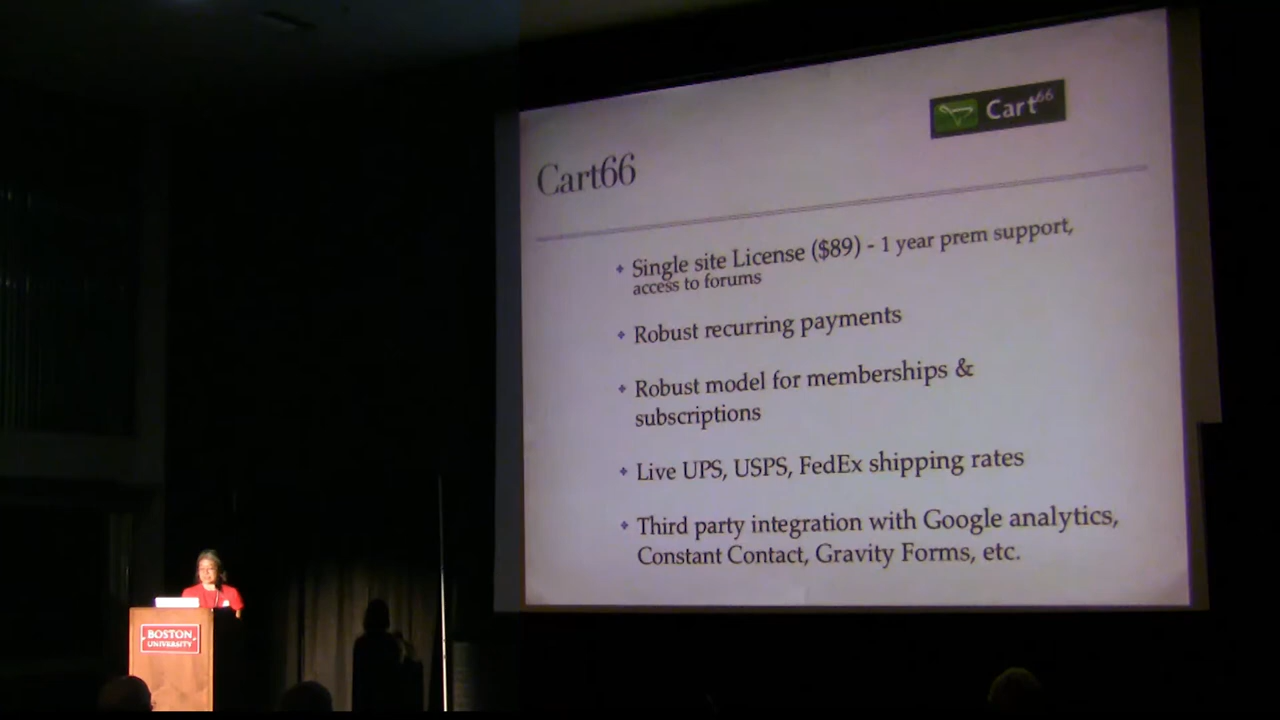 Cart66
Cart66
Single site License ($89) - 1 year prem support,
access to forums
Robust recurring payments
Robust model for memberships &
subscriptions
Live UPS, USPS, FedEx shipping rates
Third party integration with Google analytics,
Constant Contact, Gravity Forms, etc.
BOSTON
UNIVERSITY